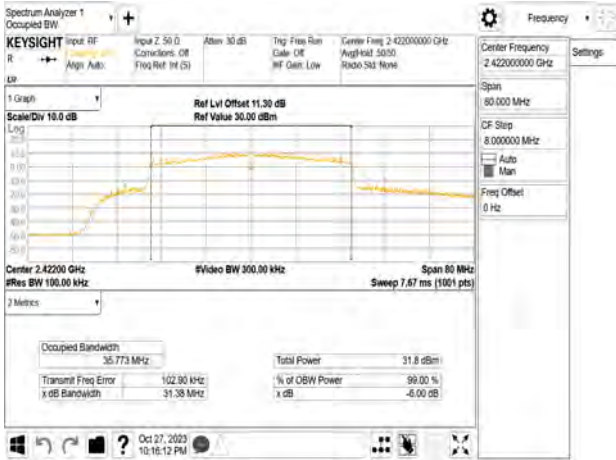 Spectrum Analyzer 1
Occupied BW
Frequency
KEYSIGHT
Input: RF
R
Align: Auto
Input Z: 50 Ω
Corrections: Off
Freq Ref: Int (S)
Atten: 30 dB
Trig: Free Run
Gate: Off
#IF Gain: Low
Center Freq: 2.422000000 GHz
Avg|Hold: 50/50
Radio Std: None
Center Frequency
2.422000000 GHz
Settings
Span
80.000 MHz
CF Step
8.000000 MHz
Auto
Man
Freq Offset
0 Hz
1 Graph
Scale/Div 10.0 dB
Log
Ref Lvl Offset 11.30 dB
Ref Value 30.00 dBm
Center 2.42200 GHz
#Res BW 100.00 kHz
#Video BW 300.00 kHz
Span 80 MHz
Sweep 7.67 ms (1001 pts)
2 Metrics
Occupied Bandwidth
35.773 MHz
Total Power
31.8 dBm
Transmit Freq Error
102.90 kHz
% of OBW Power
99.00 %
x dB Bandwidth
31.38 MHz
x dB
-6.00 dB
Oct 27, 2023
10:16:12 PM